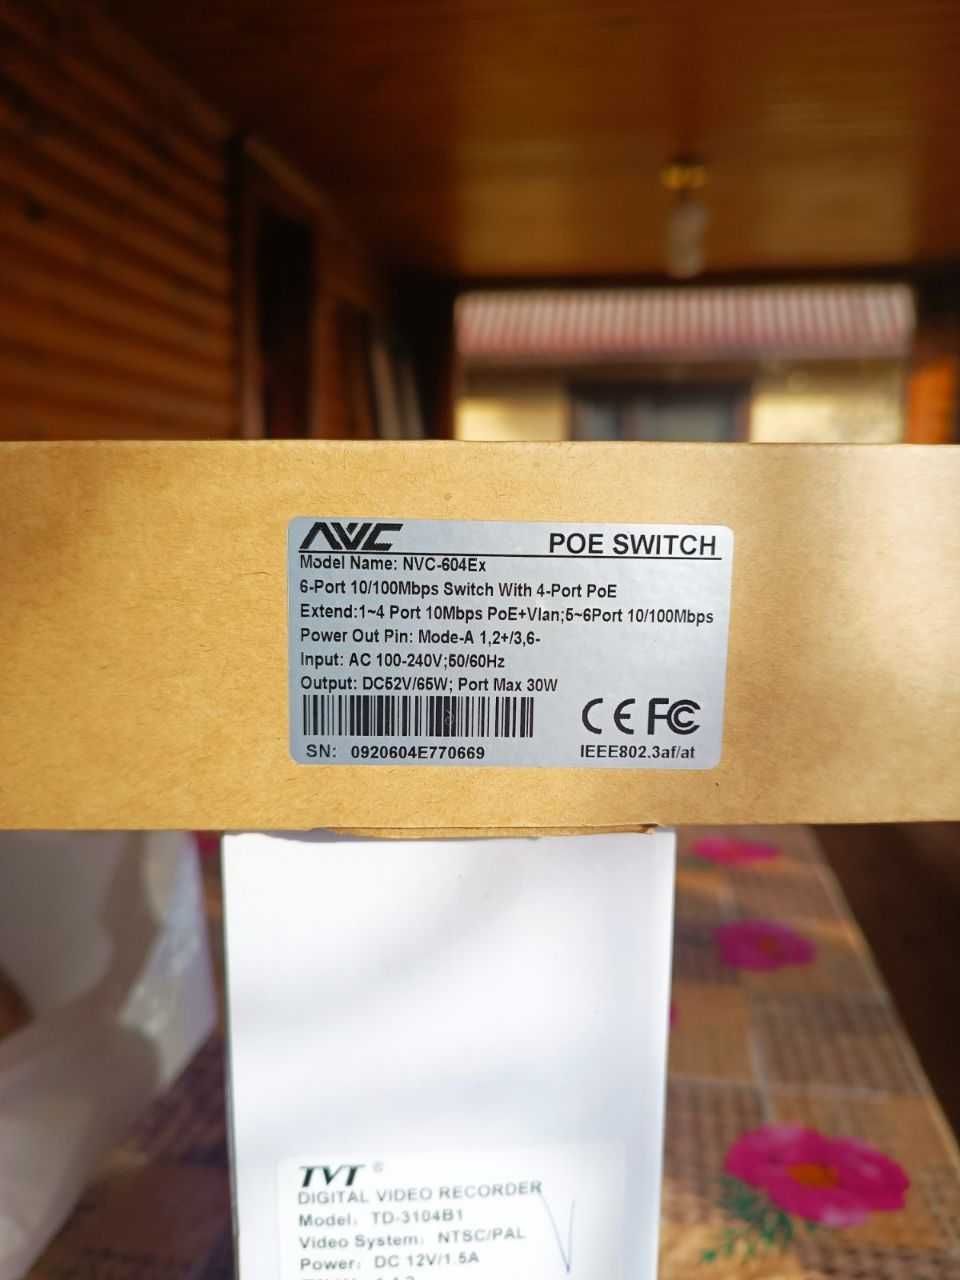 AVC
POE SWITCH
Model Name: NVC-604Ex
6-Port 10/100Mbps Switch With 4-Port PoE
Extend:1~4 Port 10Mbps PoE+Vlan;5~6Port 10/100Mbps
Power Out Pin: Mode-A 1,2+/3,6-
Input: AC 100-240V;50/60Hz
Output: DC52V/65W; Port Max 30W
CE FC
SN: 0920604E770669
IEEE802.3af/at
TVT ®
DIGITAL VIDEO RECORDER
Model: TD-3104B1
Video System: NTSC/PAL
Power: DC 12V/1.5A